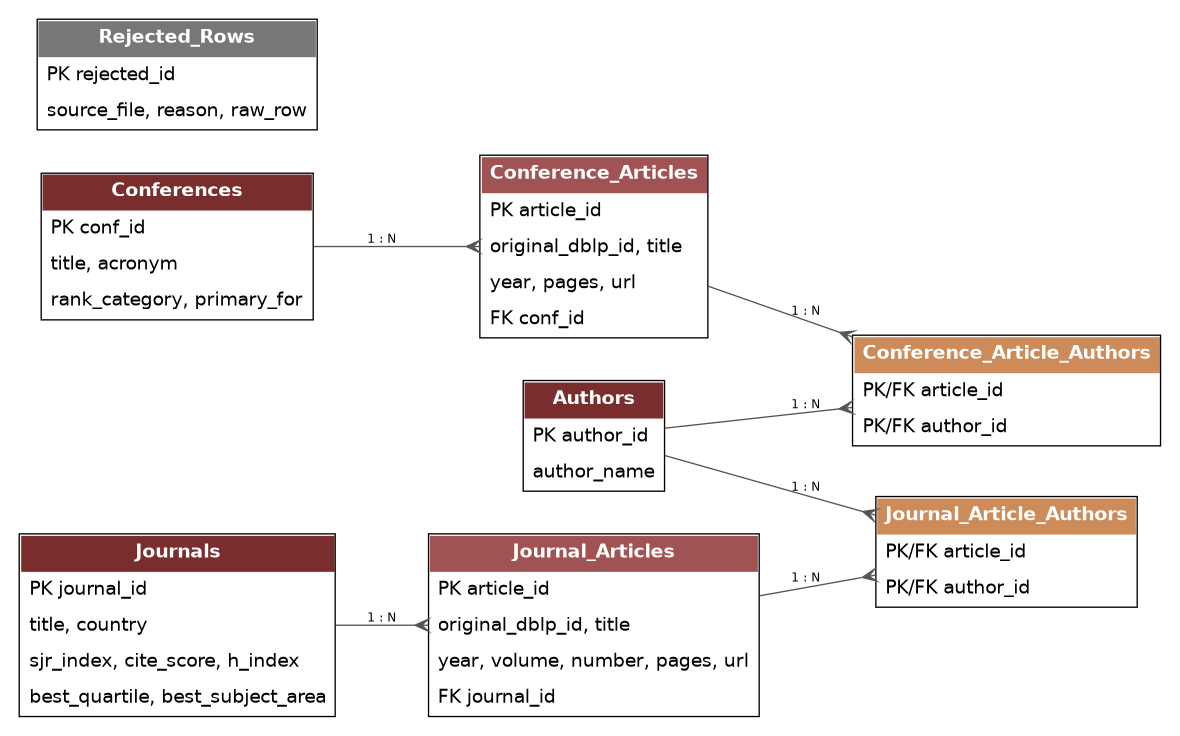 Rejected_Rows
PK rejected_id
source_file, reason, raw_row
Conferences
PK conf_id
title, acronym
rank_category, primary_for
1 : N
Conference_Articles
PK article_id
original_dblp_id, title
year, pages, url
FK conf_id
1 : N
Conference_Article_Authors
PK/FK article_id
PK/FK author_id
Authors
PK author_id
author_name
1 : N
1 : N
Journal_Article_Authors
PK/FK article_id
PK/FK author_id
Journals
PK journal_id
title, country
sjr_index, cite_score, h_index
best_quartile, best_subject_area
1 : N
Journal_Articles
PK article_id
original_dblp_id, title
year, volume, number, pages, url
FK journal_id
1 : N